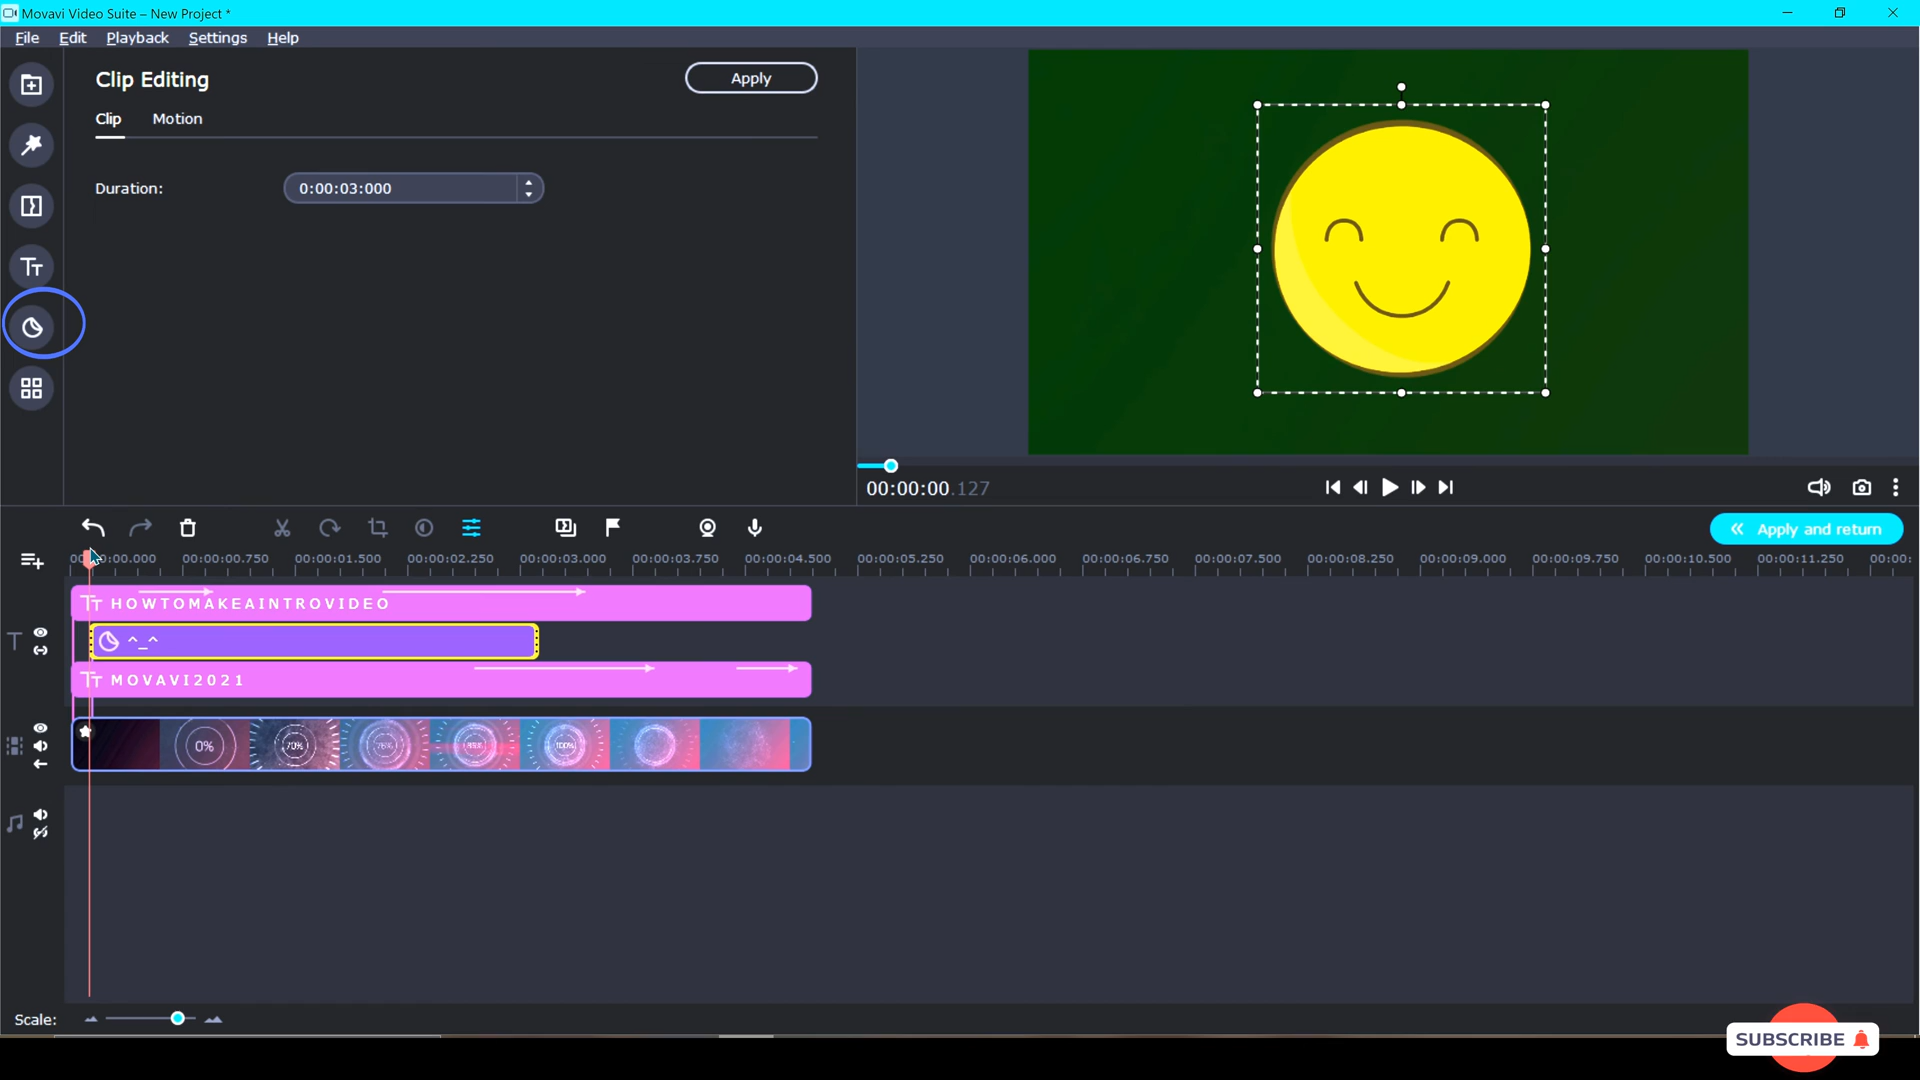 Movavi Video Suite – New Project *
File Edit Playback Settings Help
Clip Editing
Apply
Clip Motion
Duration: 0:00:03:000
00:00:00.127
Apply and return
00:00:00.750 00:00:01.500 00:00:02.250 00:00:03.000 00:00:03.750 00:00:04.500 00:00:05.250 00:00:06.000 00:00:06.750 00:00:07.500 00:00:08.250 00:00:09.000 00:00:09.750 00:00:10.500 00:00:11.250
HOWTOMAKEAINTROVIDEO
^_^
MOVAVI2021
0% 70% 100%
Scale:
SUBSCRIBE